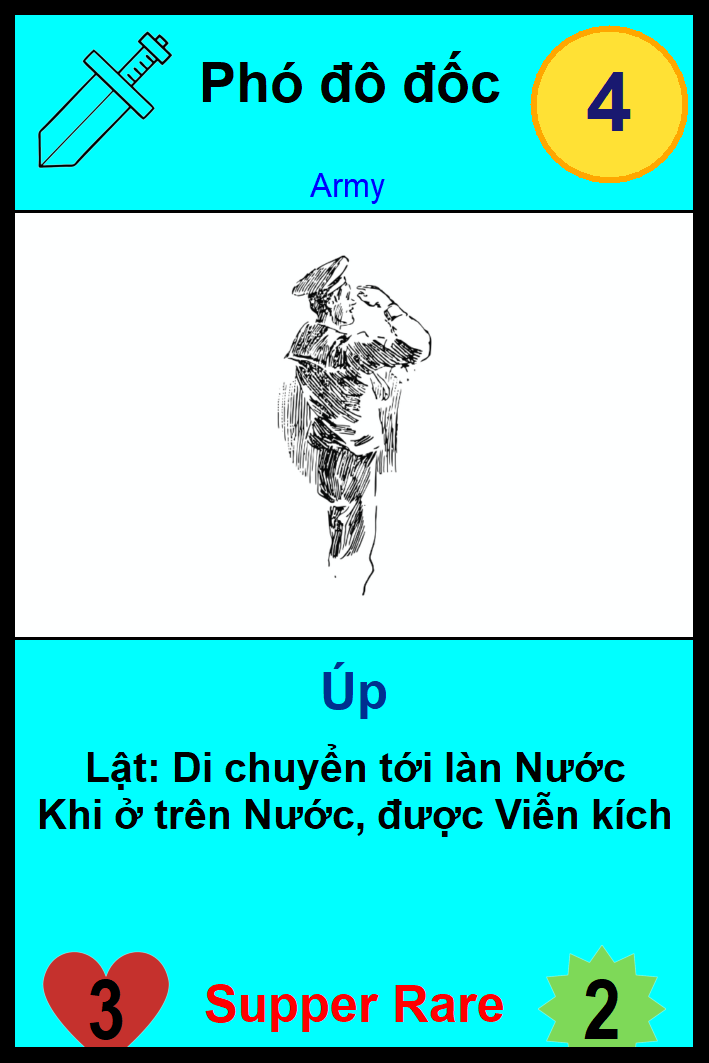 Phó đô đốc
4
Army
Úp
Lật: Di chuyển tới làn Nước
Khi ở trên Nước, được Viễn kích
3
Supper Rare
2